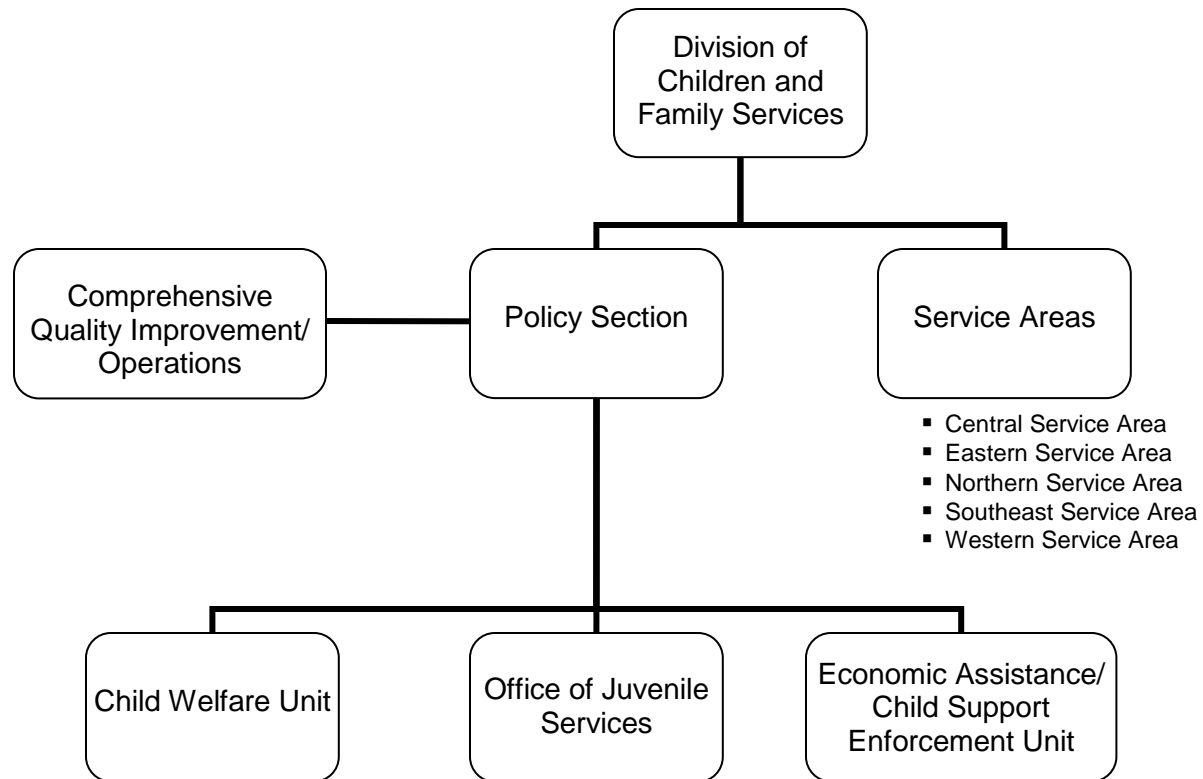 Division of
Children and
Family Services
Comprehensive
Quality Improvement/
Operations
Policy Section
Service Areas
▪ Central Service Area
▪ Eastern Service Area
▪ Northern Service Area
▪ Southeast Service Area
▪ Western Service Area
Child Welfare Unit
Office of Juvenile
Services
Economic Assistance/
Child Support
Enforcement Unit